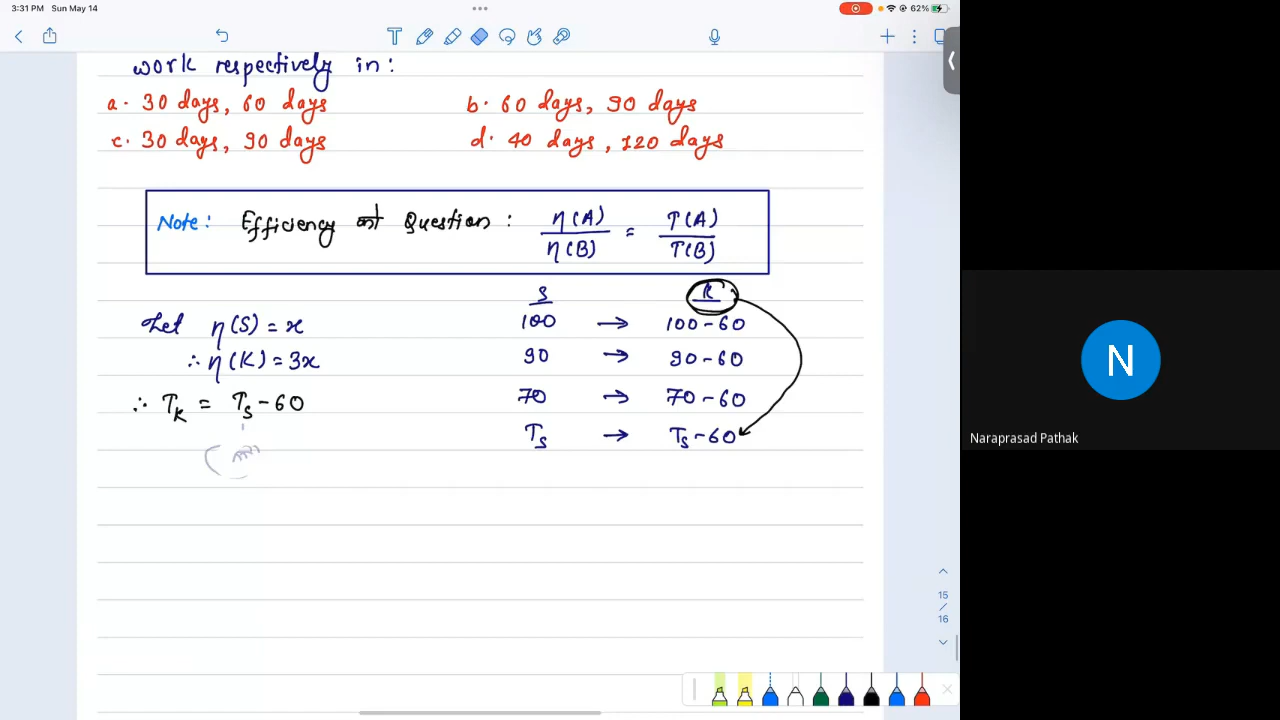 3:31 PM Sun May 14
62%
work respectively in:
a. 30 days, 60 days
b. 60 days, 90 days
c. 30 days, 90 days
d. 40 days, 120 days
Note: Efficiency Question: η(A)/η(B) = T(A)/T(B)
S K
Let η(S) = x
100 → 100-60
∴ η(K) = 3x
90 → 90-60
∴ T_K = T_S - 60
70 → 70-60
T_S → T_S - 60
15
/
16
N
Naraprasad Pathak